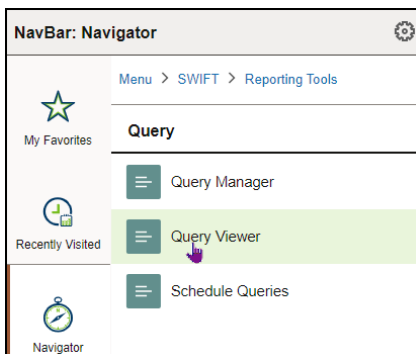 NavBar: Navigator
Menu > SWIFT > Reporting Tools
My Favorites
Query
Query Manager
Recently Visited
Query Viewer
Schedule Queries
Navigator